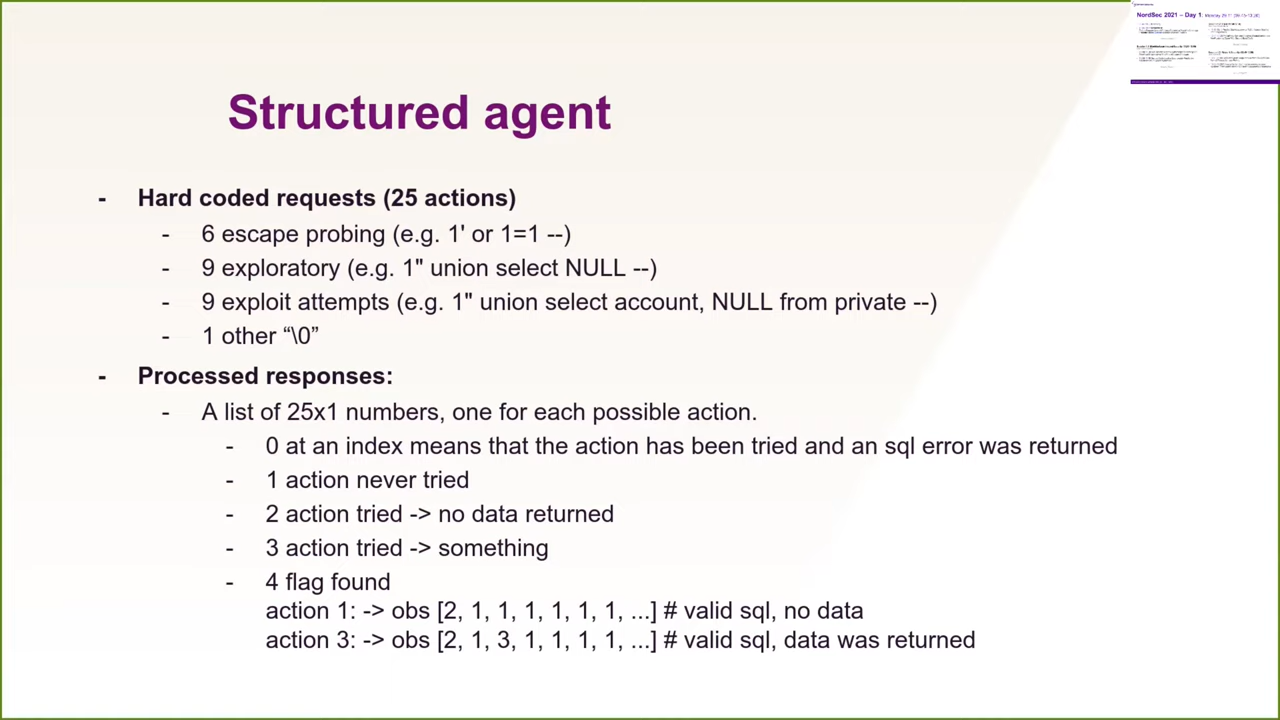 NordSec 2021 – Day 1
Structured agent
- Hard coded requests (25 actions)
- 6 escape probing (e.g. 1' or 1=1 --)
- 9 exploratory (e.g. 1" union select NULL --)
- 9 exploit attempts (e.g. 1" union select account, NULL from private --)
- 1 other “\0”
- Processed responses:
- A list of 25x1 numbers, one for each possible action.
- 0 at an index means that the action has been tried and an sql error was returned
- 1 action never tried
- 2 action tried -> no data returned
- 3 action tried -> something
- 4 flag found
action 1: -> obs [2, 1, 1, 1, 1, 1, 1, ...] # valid sql, no data
action 3: -> obs [2, 1, 3, 1, 1, 1, 1, ...] # valid sql, data was returned